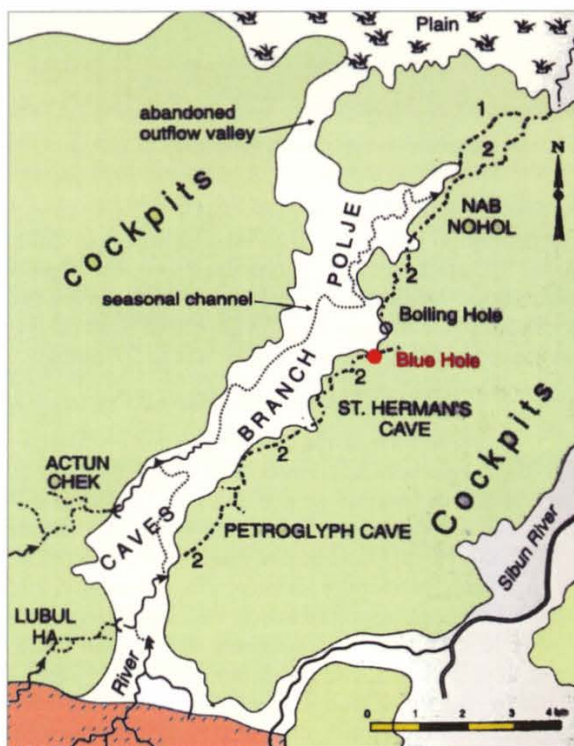 Plain
abandoned
outflow valley
1
2
N
cockpits
NAB
NOHOL
POLJE
2
seasonal channel
Boiling Hole
Blue Hole
BRANCH
2
ST. HERMAN'S
CAVE
Cockpits
2
ACTUN
CHEK
CAVES
PETROGLYPH CAVE
Sibun River
2
LUBUL
HA
River
0 1 2 3 4 km